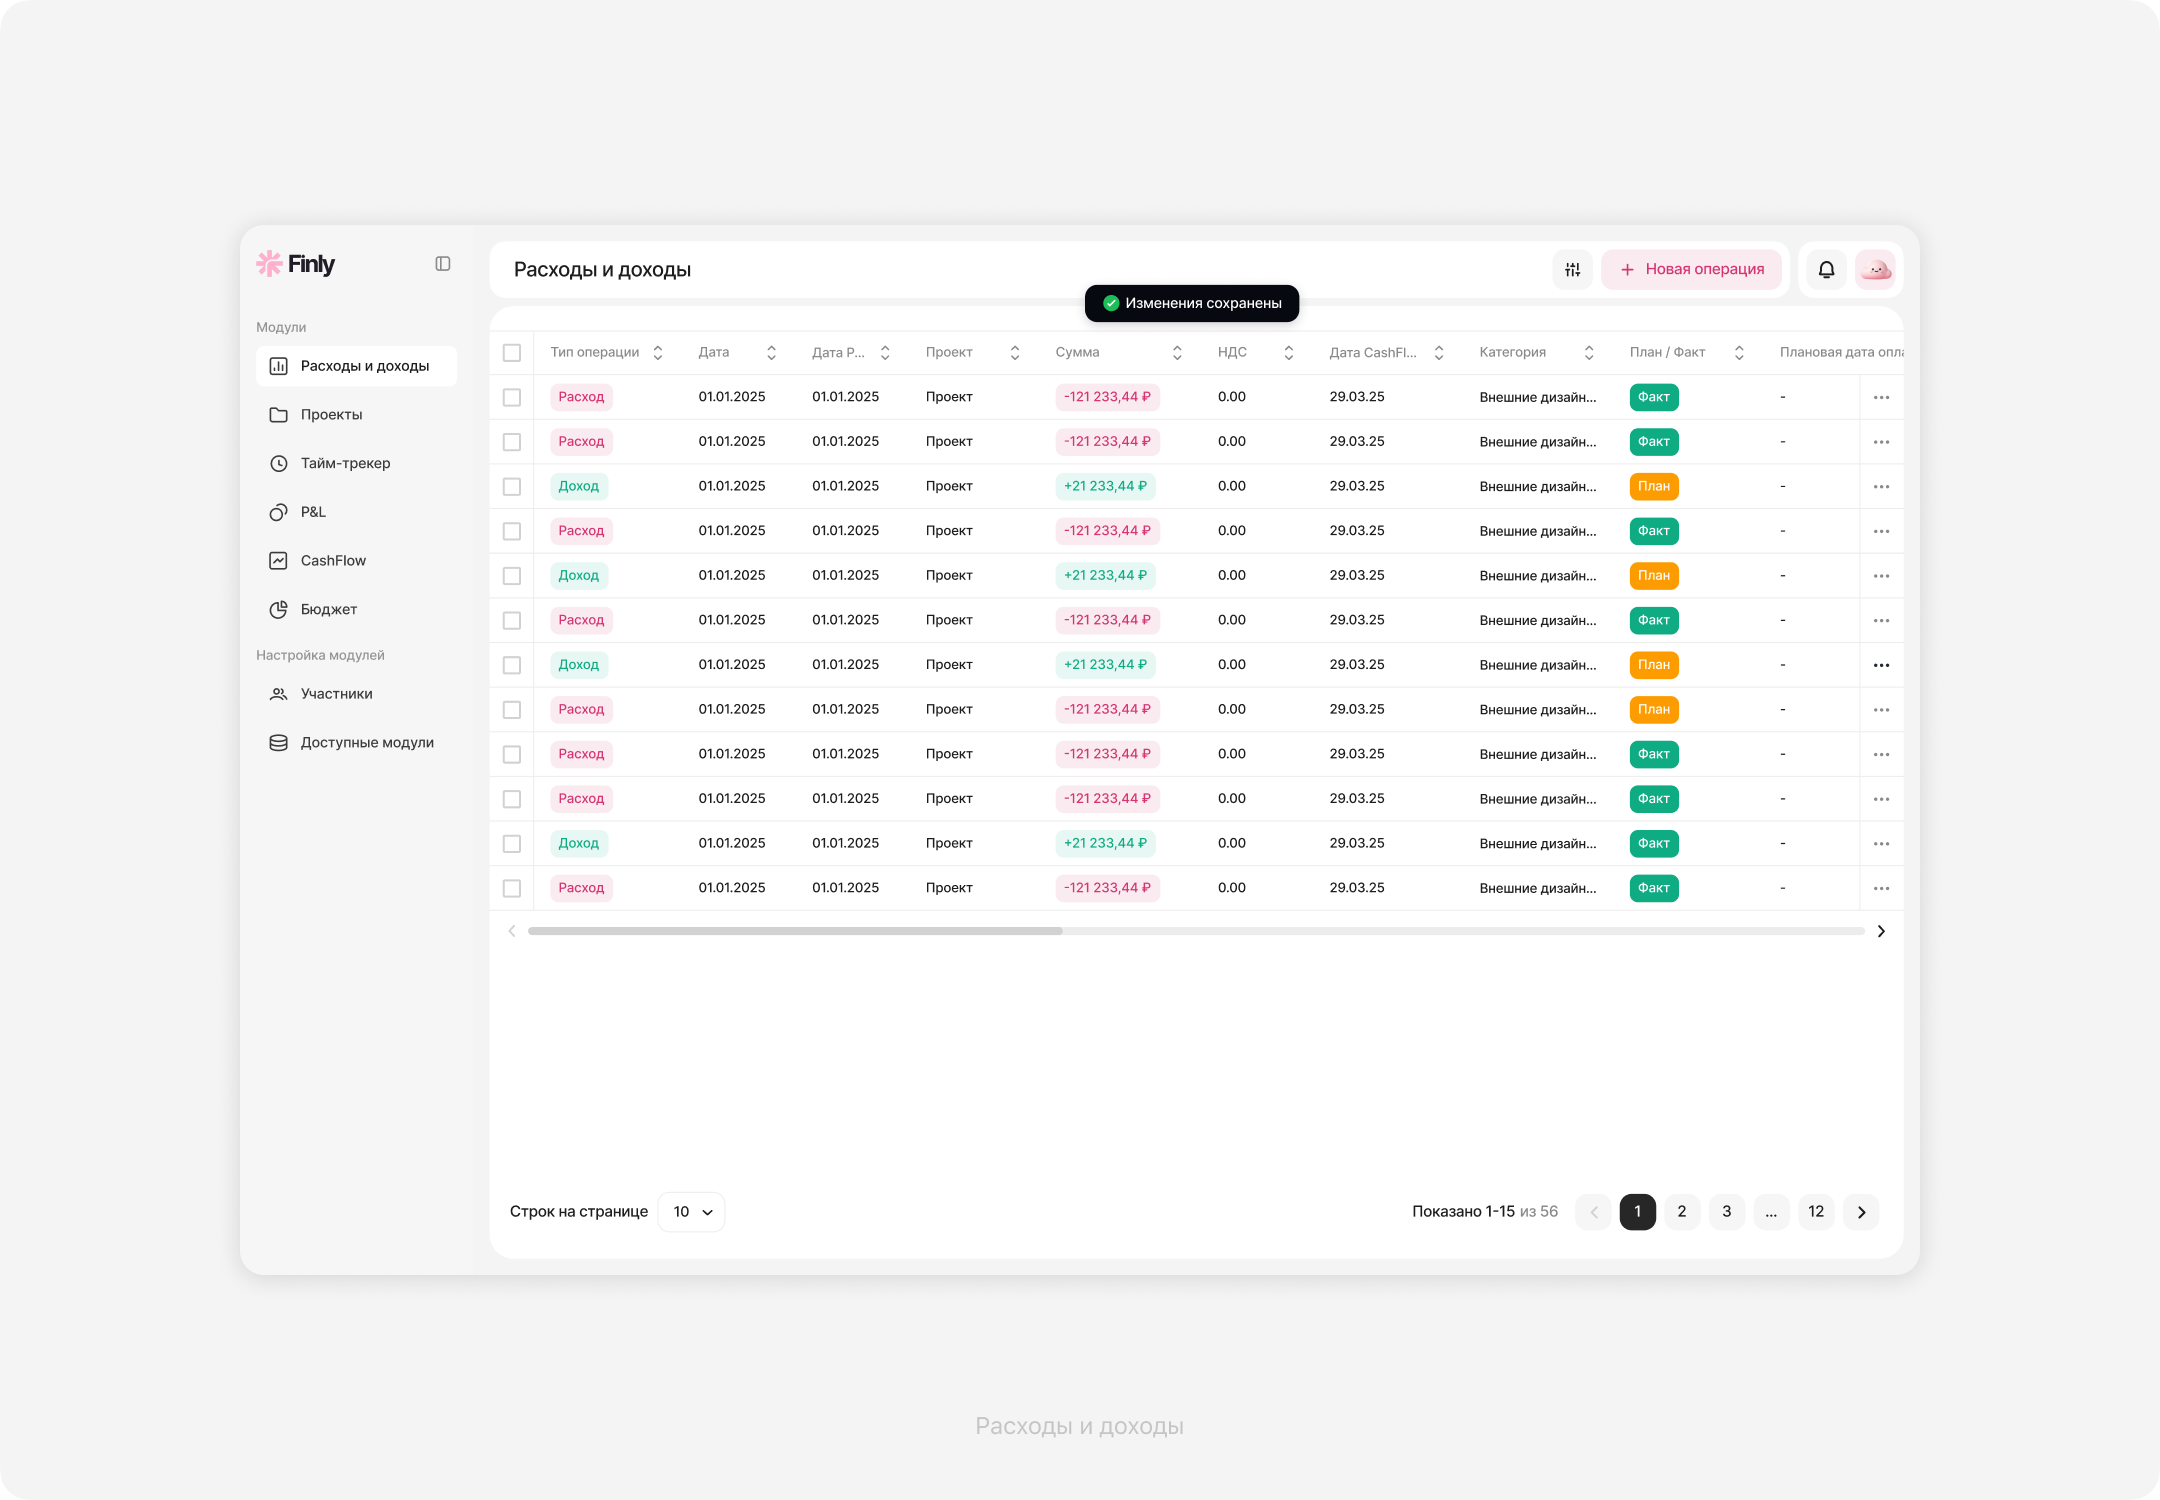 Finly
Модули
Расходы и доходы
Проекты
Тайм-трекер
P&L
CashFlow
Бюджет
Настройка модулей
Участники
Доступные модули
Расходы и доходы
Новая операция
Изменения сохранены
Тип операции Дата Дата Р... Проект Сумма НДС Дата CashFl... Категория План / Факт Плановая дата опла
Расход 01.01.2025 01.01.2025 Проект -121 233,44 ₽ 0.00 29.03.25 Внешние дизайн... Факт -
Расход 01.01.2025 01.01.2025 Проект -121 233,44 ₽ 0.00 29.03.25 Внешние дизайн... Факт -
Доход 01.01.2025 01.01.2025 Проект +21 233,44 ₽ 0.00 29.03.25 Внешние дизайн... План -
Расход 01.01.2025 01.01.2025 Проект -121 233,44 ₽ 0.00 29.03.25 Внешние дизайн... Факт -
Доход 01.01.2025 01.01.2025 Проект +21 233,44 ₽ 0.00 29.03.25 Внешние дизайн... План -
Расход 01.01.2025 01.01.2025 Проект -121 233,44 ₽ 0.00 29.03.25 Внешние дизайн... Факт -
Доход 01.01.2025 01.01.2025 Проект +21 233,44 ₽ 0.00 29.03.25 Внешние дизайн... План -
Расход 01.01.2025 01.01.2025 Проект -121 233,44 ₽ 0.00 29.03.25 Внешние дизайн... План -
Расход 01.01.2025 01.01.2025 Проект -121 233,44 ₽ 0.00 29.03.25 Внешние дизайн... Факт -
Расход 01.01.2025 01.01.2025 Проект -121 233,44 ₽ 0.00 29.03.25 Внешние дизайн... Факт -
Доход 01.01.2025 01.01.2025 Проект +21 233,44 ₽ 0.00 29.03.25 Внешние дизайн... Факт -
Расход 01.01.2025 01.01.2025 Проект -121 233,44 ₽ 0.00 29.03.25 Внешние дизайн... Факт -
Строк на странице 10 Показано 1-15 из 56 1 2 3 ... 12
Расходы и доходы